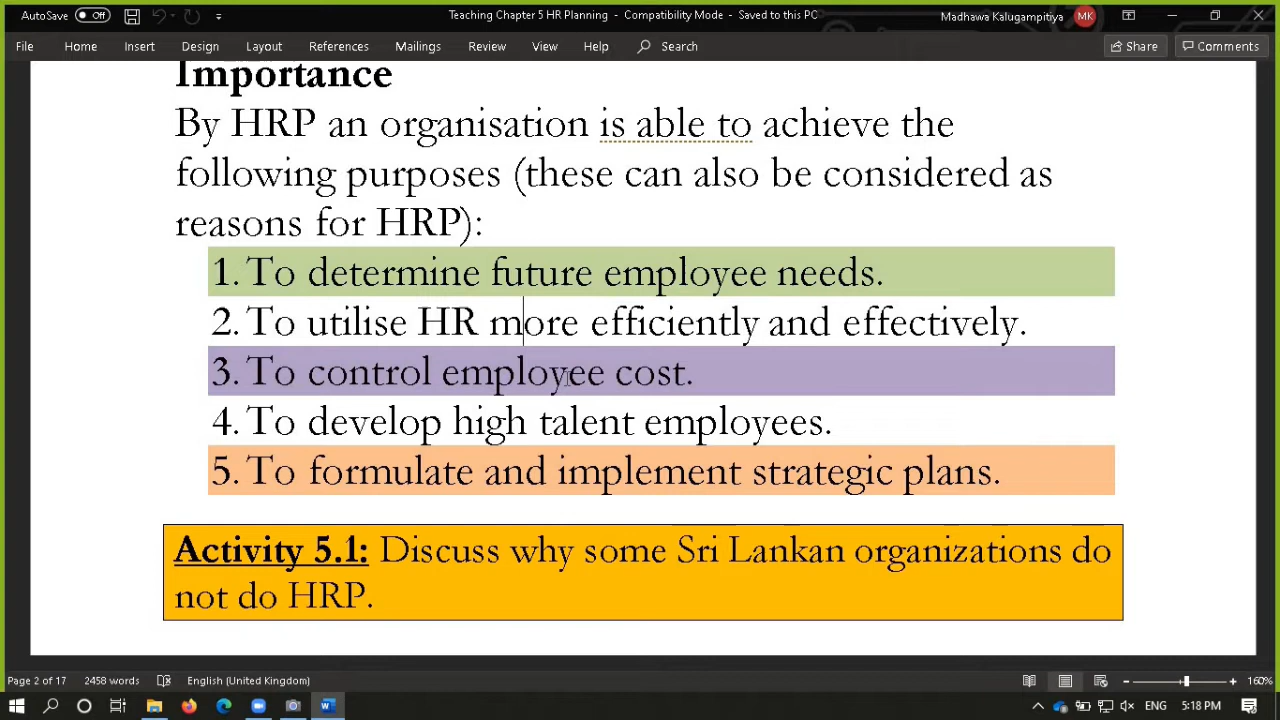 AutoSave Off
Teaching Chapter 5 HR Planning - Compatibility Mode - Saved to this PC
Madhawa Kalugampitiya MK
File Home Insert Design Layout References Mailings Review View Help Search Share Comments
Importance
By HRP an organisation is able to achieve the
following purposes (these can also be considered as
reasons for HRP):
1. To determine future employee needs.
2. To utilise HR more efficiently and effectively.
3. To control employee cost.
4. To develop high talent employees.
5. To formulate and implement strategic plans.
Activity 5.1: Discuss why some Sri Lankan organizations do
not do HRP.
Page 2 of 17 2458 words English (United Kingdom) 160%
ENG 5:18 PM